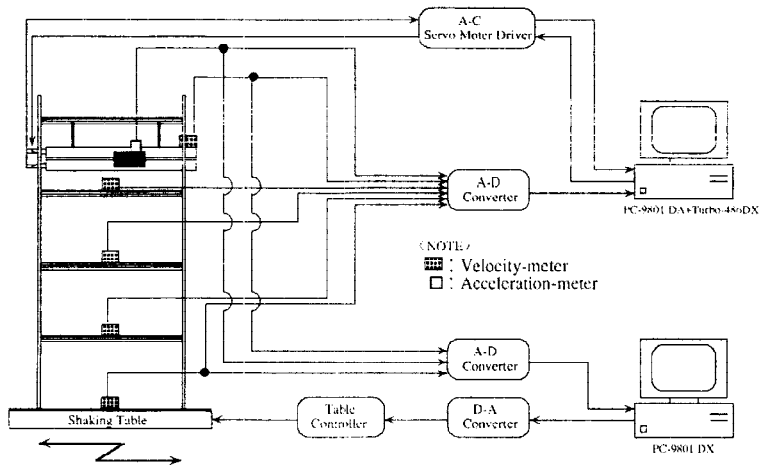 A-C
Servo Moter Driver
A-D
Converter
PC-9801 DA+Turbo-486DX
(NOTE)
: Velocity-meter
: Acceleration-meter
A-D
Converter
Table
Controller
D-A
Converter
Shaking Table
PC-9801 DX